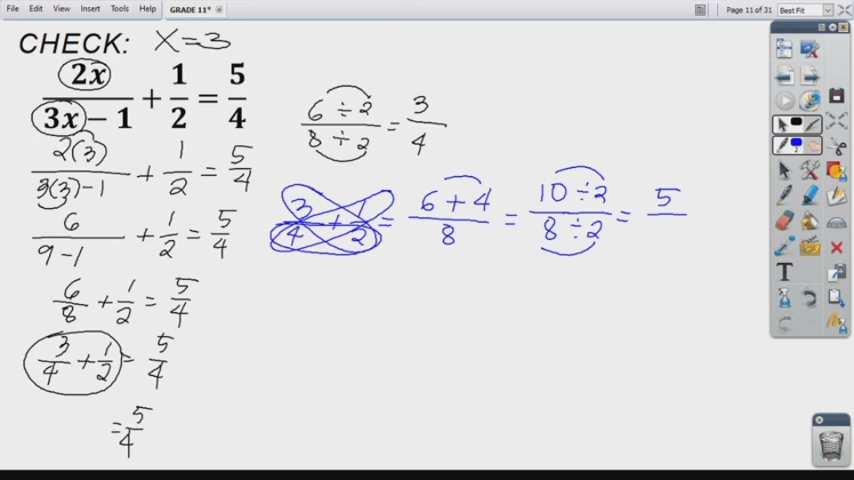 File Edit View Insert Tools Help GRADE 11* Page 11 of 31 Best Fit
CHECK: X=3
2x/3x-1 + 1/2 = 5/4
2(3)/3(3)-1 + 1/2 = 5/4
6/9-1 + 1/2 = 5/4
6/8 + 1/2 = 5/4
3/4 + 1/2 = 5/4
= 5/4
6÷2/8÷2 = 3/4
3/4 + 1/2 = 6+4/8 = 10÷2/8÷2 = 5/
T